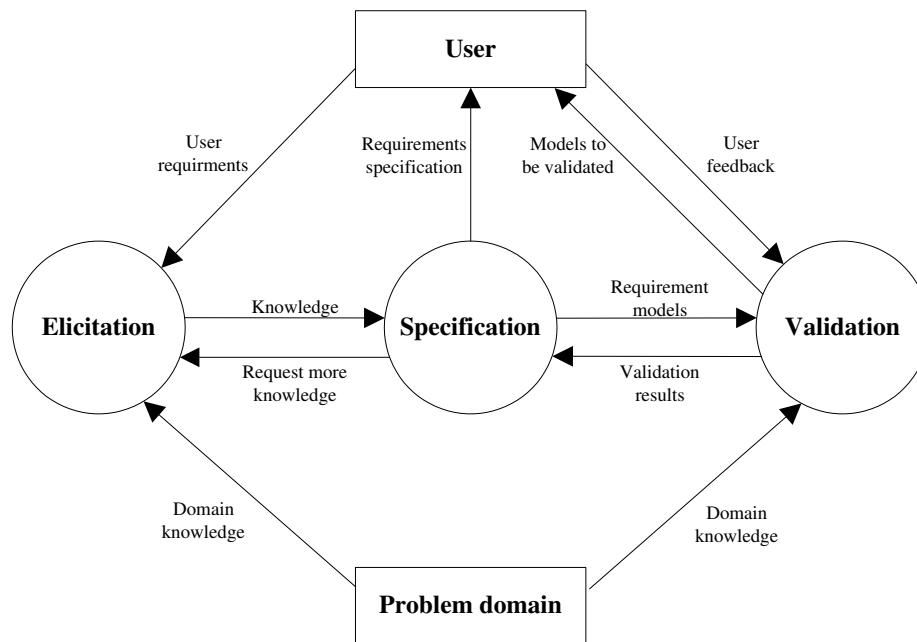 User
User
requirments
Requirements
specification
Models to
be validated
User
feedback
Elicitation
Knowledge
Specification
Requirement
models
Validation
Request more
knowledge
Validation
results
Domain
knowledge
Domain
knowledge
Problem domain